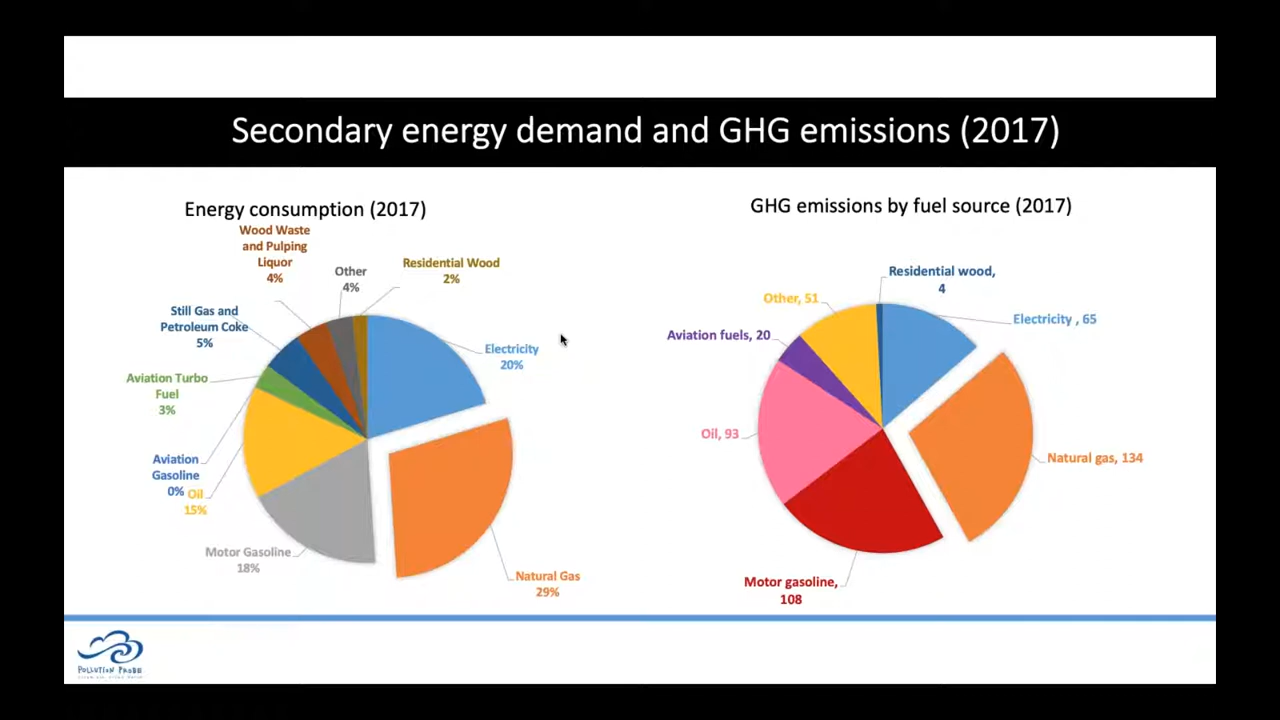 Secondary energy demand and GHG emissions (2017)
Energy consumption (2017)
Wood Waste
and Pulping
Liquor
4%
Other
4%
Residential Wood
2%
Still Gas and
Petroleum Coke
5%
Electricity
20%
Aviation Turbo
Fuel
3%
Aviation
Gasoline
0%
Oil
15%
Motor Gasoline
18%
Natural Gas
29%
GHG emissions by fuel source (2017)
Residential wood,
4
Other, 51
Electricity , 65
Aviation fuels, 20
Oil, 93
Natural gas, 134
Motor gasoline,
108
POLLUTION PROBE